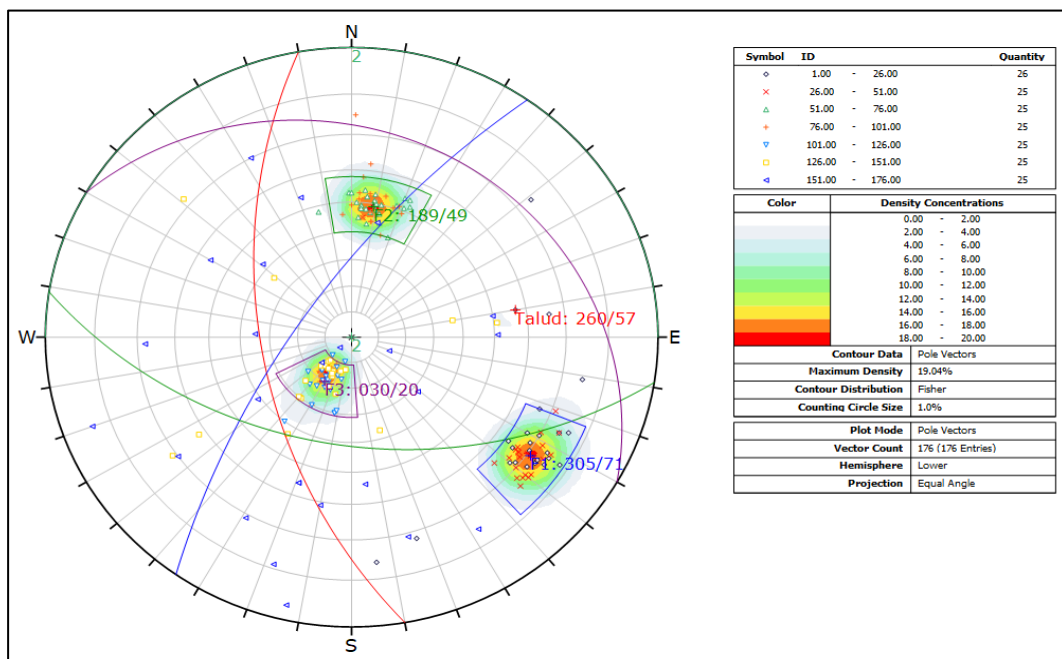 N
2
2: 189/49
Talud: 260/57
W
E
2
F3: 030/20
F1: 305/71
S
Symbol ID Quantity
1.00 - 26.00 26
26.00 - 51.00 25
51.00 - 76.00 25
76.00 - 101.00 25
101.00 - 126.00 25
126.00 - 151.00 25
151.00 - 176.00 25
Color Density Concentrations
0.00 - 2.00
2.00 - 4.00
4.00 - 6.00
6.00 - 8.00
8.00 - 10.00
10.00 - 12.00
12.00 - 14.00
14.00 - 16.00
16.00 - 18.00
18.00 - 20.00
Contour Data Pole Vectors
Maximum Density 19.04%
Contour Distribution Fisher
Counting Circle Size 1.0%
Plot Mode Pole Vectors
Vector Count 176 (176 Entries)
Hemisphere Lower
Projection Equal Angle